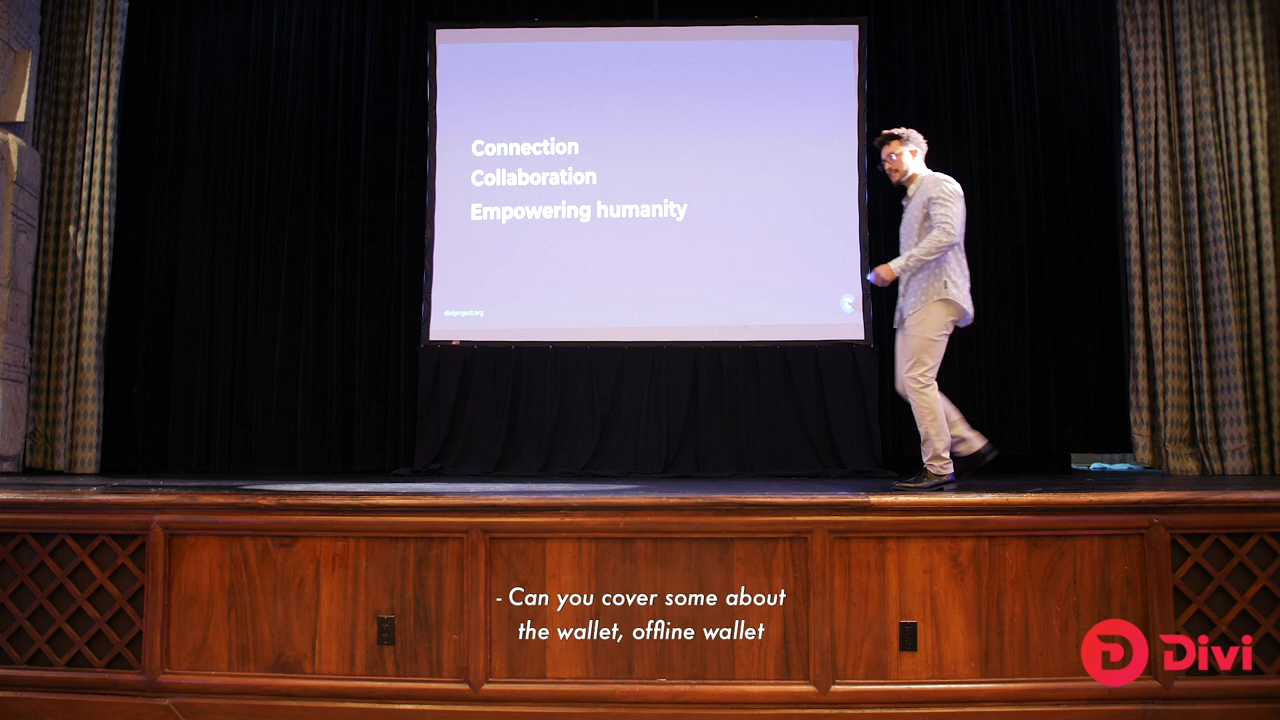 Connection
Collaboration
Empowering humanity
diviproject.org
- Can you cover some about
the wallet, offline wallet
Divi